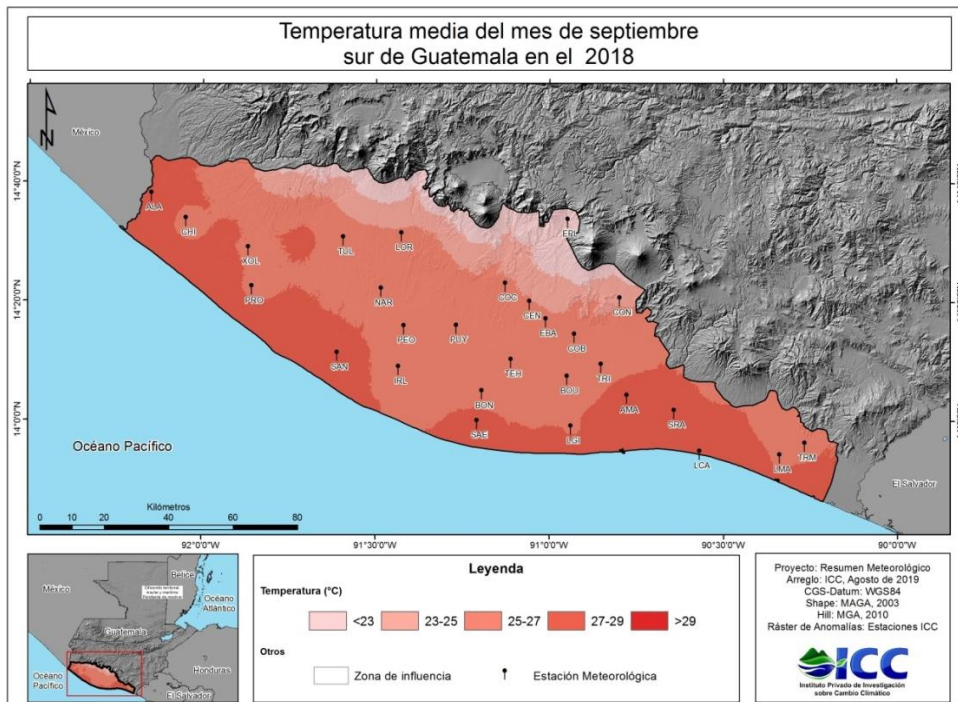 Temperatura media del mes de septiembre
sur de Guatemala en el 2018
México
14°40'0"N
14°20'0"N
14°0'0"N
ALA
CHI
XOL
TUL
LOR
EPL
PRO
NAR
COC
CEN
CON
PEO
PUY
EBA
COB
SAN
IRL
TEH
BOU
TRI
BON
AMA
SRA
SAE
LGI
LCA
LMA
TRM
Océano Pacífico
El Salvador
Kilómetros
0 10 20 40 60 80
92°0'0"W
91°30'0"W
91°0'0"W
90°30'0"W
90°0'0"W
México
Belice
Océano
Atlántico
Guatemala
Honduras
Océano
Pacífico
El Salvador
Leyenda
Temperatura (°C)
<23 23-25 25-27 27-29 >29
Otros
Zona de influencia Estación Meteorológica
Proyecto: Resumen Meteorológico
Arreglo: ICC, Agosto de 2019
CGS-Datum: WGS84
Shape: MAGA, 2003
Hill: MGA, 2010
Ráster de Anomalías: Estaciones ICC
ICC
Instituto Privado de Investigación
sobre Cambio Climático